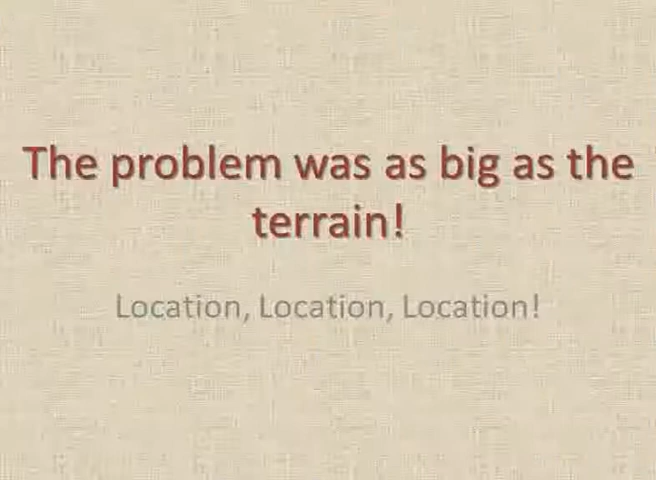 The problem was as big as the
terrain!
Location, Location, Location!